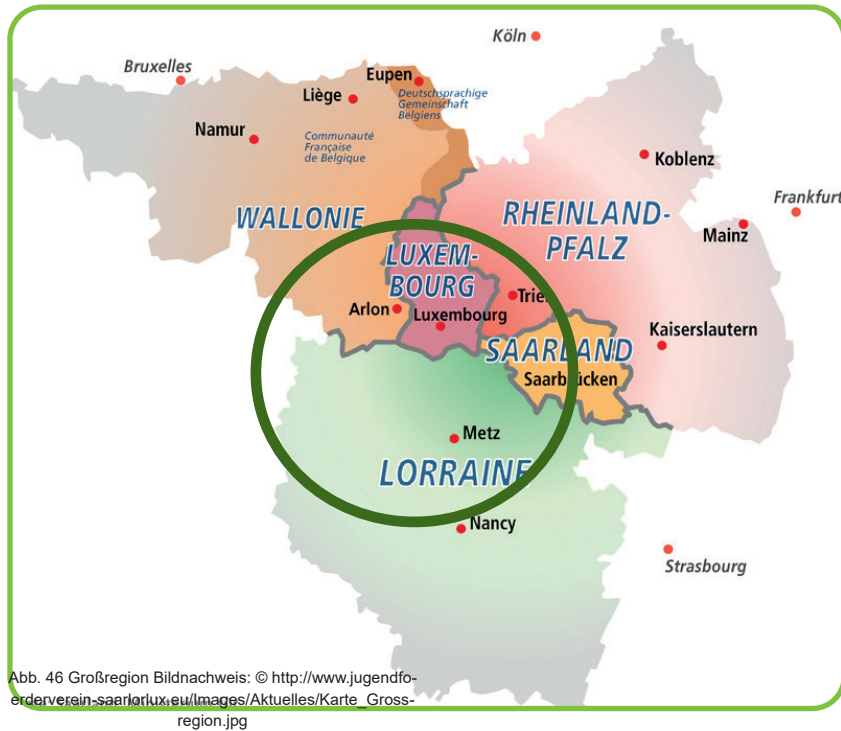 Köln
Bruxelles
Eupen
Liège
Deutschsprachige
Gemeinschaft
Belgiens
Namur
Communauté
Française
de Belgique
Koblenz
Frankfurt
WALLONIE
RHEINLAND-
PFALZ
Mainz
LUXEM-
BOURG
Trier
Arlon
Luxembourg
Kaiserslautern
SAARLAND
Saarbrücken
Metz
LORRAINE
Nancy
Strasbourg
Abb. 46 Großregion Bildnachweis: © http://www.jugendfo-
erderverein-saarlorlux.eu/Images/Aktuelles/Karte_Gross-
region.jpg